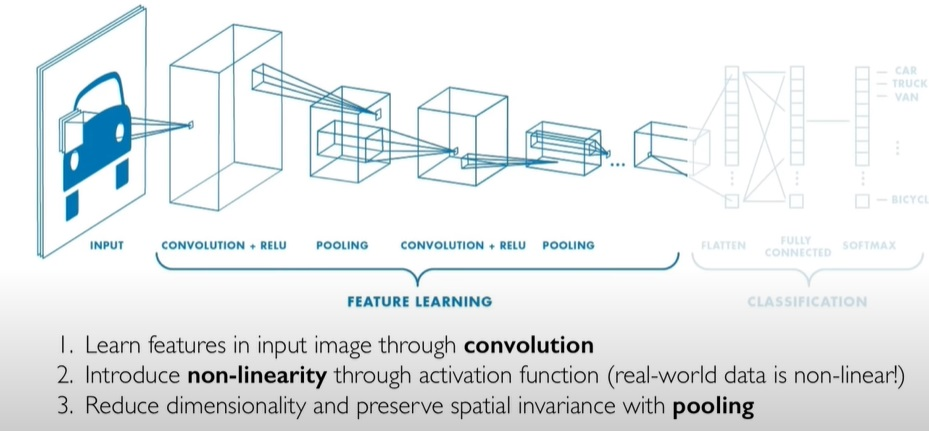 CAR
TRUCK
VAN
INPUT
CONVOLUTION + RELU
POOLING
CONVOLUTION + RELU
POOLING
FLATTEN
FULLY
CONNECTED
SOFTMAX
BICYCL
FEATURE LEARNING
CLASSIFICATION
1. Learn features in input image through convolution
2. Introduce non-linearity through activation function (real-world data is non-linear!)
3. Reduce dimensionality and preserve spatial invariance with pooling